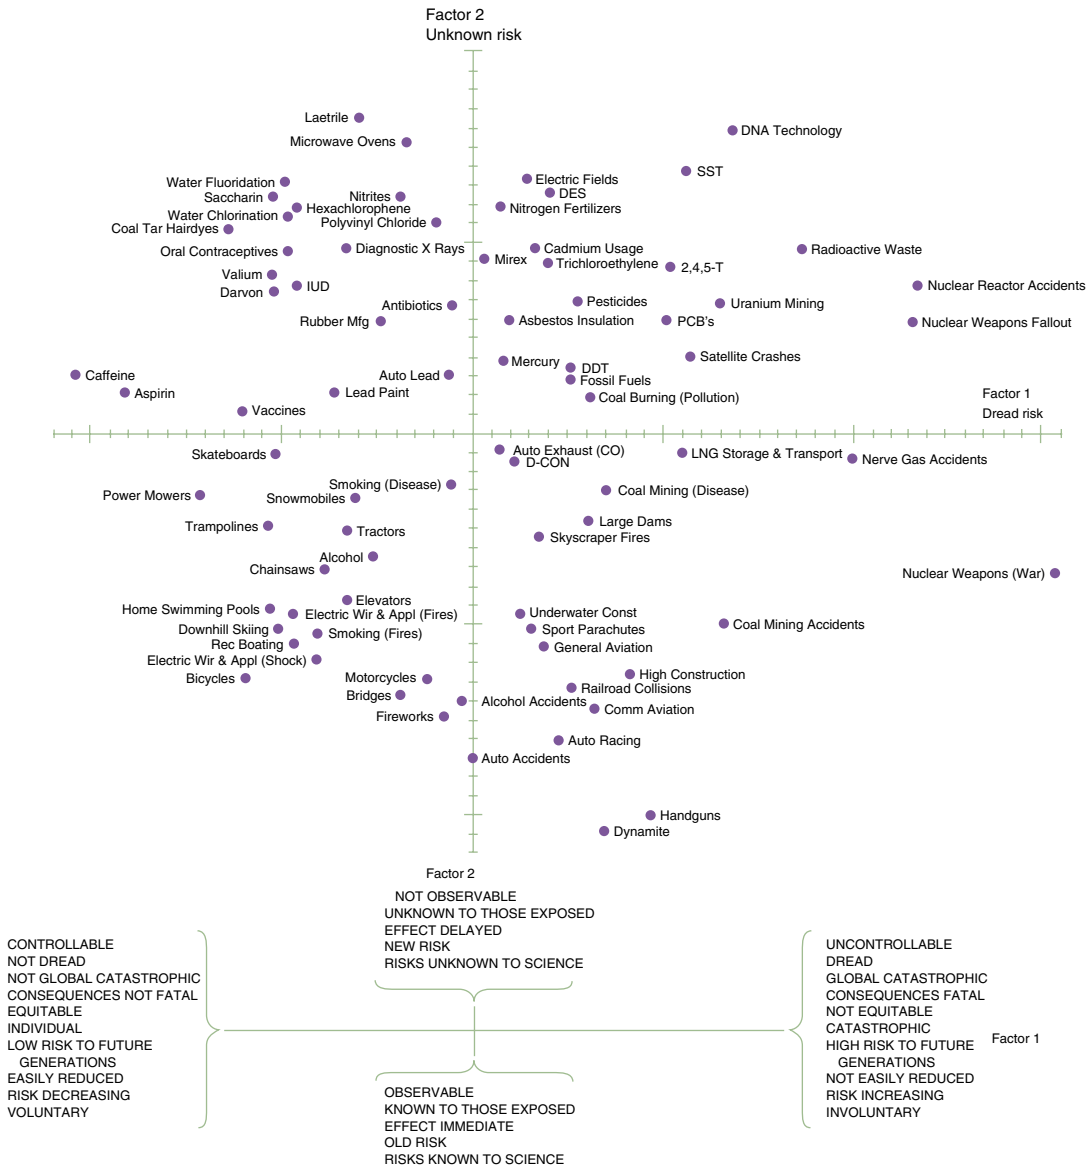 Factor 2
Unknown risk
Laetrile
DNA Technology
Microwave Ovens
SST
Water Fluoridation
Electric Fields
Saccharin
Nitrites
DES
Hexachlorophene
Nitrogen Fertilizers
Water Chlorination
Polyvinyl Chloride
Coal Tar Hairdyes
Oral Contraceptives
Diagnostic X Rays
Cadmium Usage
Radioactive Waste
Mirex
Trichloroethylene
2,4,5-T
Valium
IUD
Nuclear Reactor Accidents
Darvon
Antibiotics
Pesticides
Uranium Mining
Rubber Mfg
Asbestos Insulation
PCB's
Nuclear Weapons Fallout
Satellite Crashes
Mercury
DDT
Caffeine
Auto Lead
Fossil Fuels
Aspirin
Lead Paint
Coal Burning (Pollution)
Vaccines
Factor 1
Dread risk
Skateboards
Auto Exhaust (CO)
LNG Storage & Transport
D-CON
Nerve Gas Accidents
Smoking (Disease)
Power Mowers
Snowmobiles
Coal Mining (Disease)
Trampolines
Tractors
Large Dams
Skyscraper Fires
Alcohol
Chainsaws
Nuclear Weapons (War)
Elevators
Home Swimming Pools
Electric Wir & Appl (Fires)
Underwater Const
Downhill Skiing
Smoking (Fires)
Sport Parachutes
Coal Mining Accidents
Rec Boating
General Aviation
Electric Wir & Appl (Shock)
Bicycles
Motorcycles
High Construction
Bridges
Railroad Collisions
Alcohol Accidents
Comm Aviation
Fireworks
Auto Racing
Auto Accidents
Handguns
Dynamite
Factor 2
NOT OBSERVABLE
UNKNOWN TO THOSE EXPOSED
EFFECT DELAYED
NEW RISK
RISKS UNKNOWN TO SCIENCE
CONTROLLABLE
NOT DREAD
NOT GLOBAL CATASTROPHIC
CONSEQUENCES NOT FATAL
EQUITABLE
INDIVIDUAL
LOW RISK TO FUTURE
GENERATIONS
EASILY REDUCED
RISK DECREASING
VOLUNTARY
UNCONTROLLABLE
DREAD
GLOBAL CATASTROPHIC
CONSEQUENCES FATAL
NOT EQUITABLE
CATASTROPHIC
HIGH RISK TO FUTURE
GENERATIONS
NOT EASILY REDUCED
RISK INCREASING
INVOLUNTARY
Factor 1
OBSERVABLE
KNOWN TO THOSE EXPOSED
EFFECT IMMEDIATE
OLD RISK
RISKS KNOWN TO SCIENCE